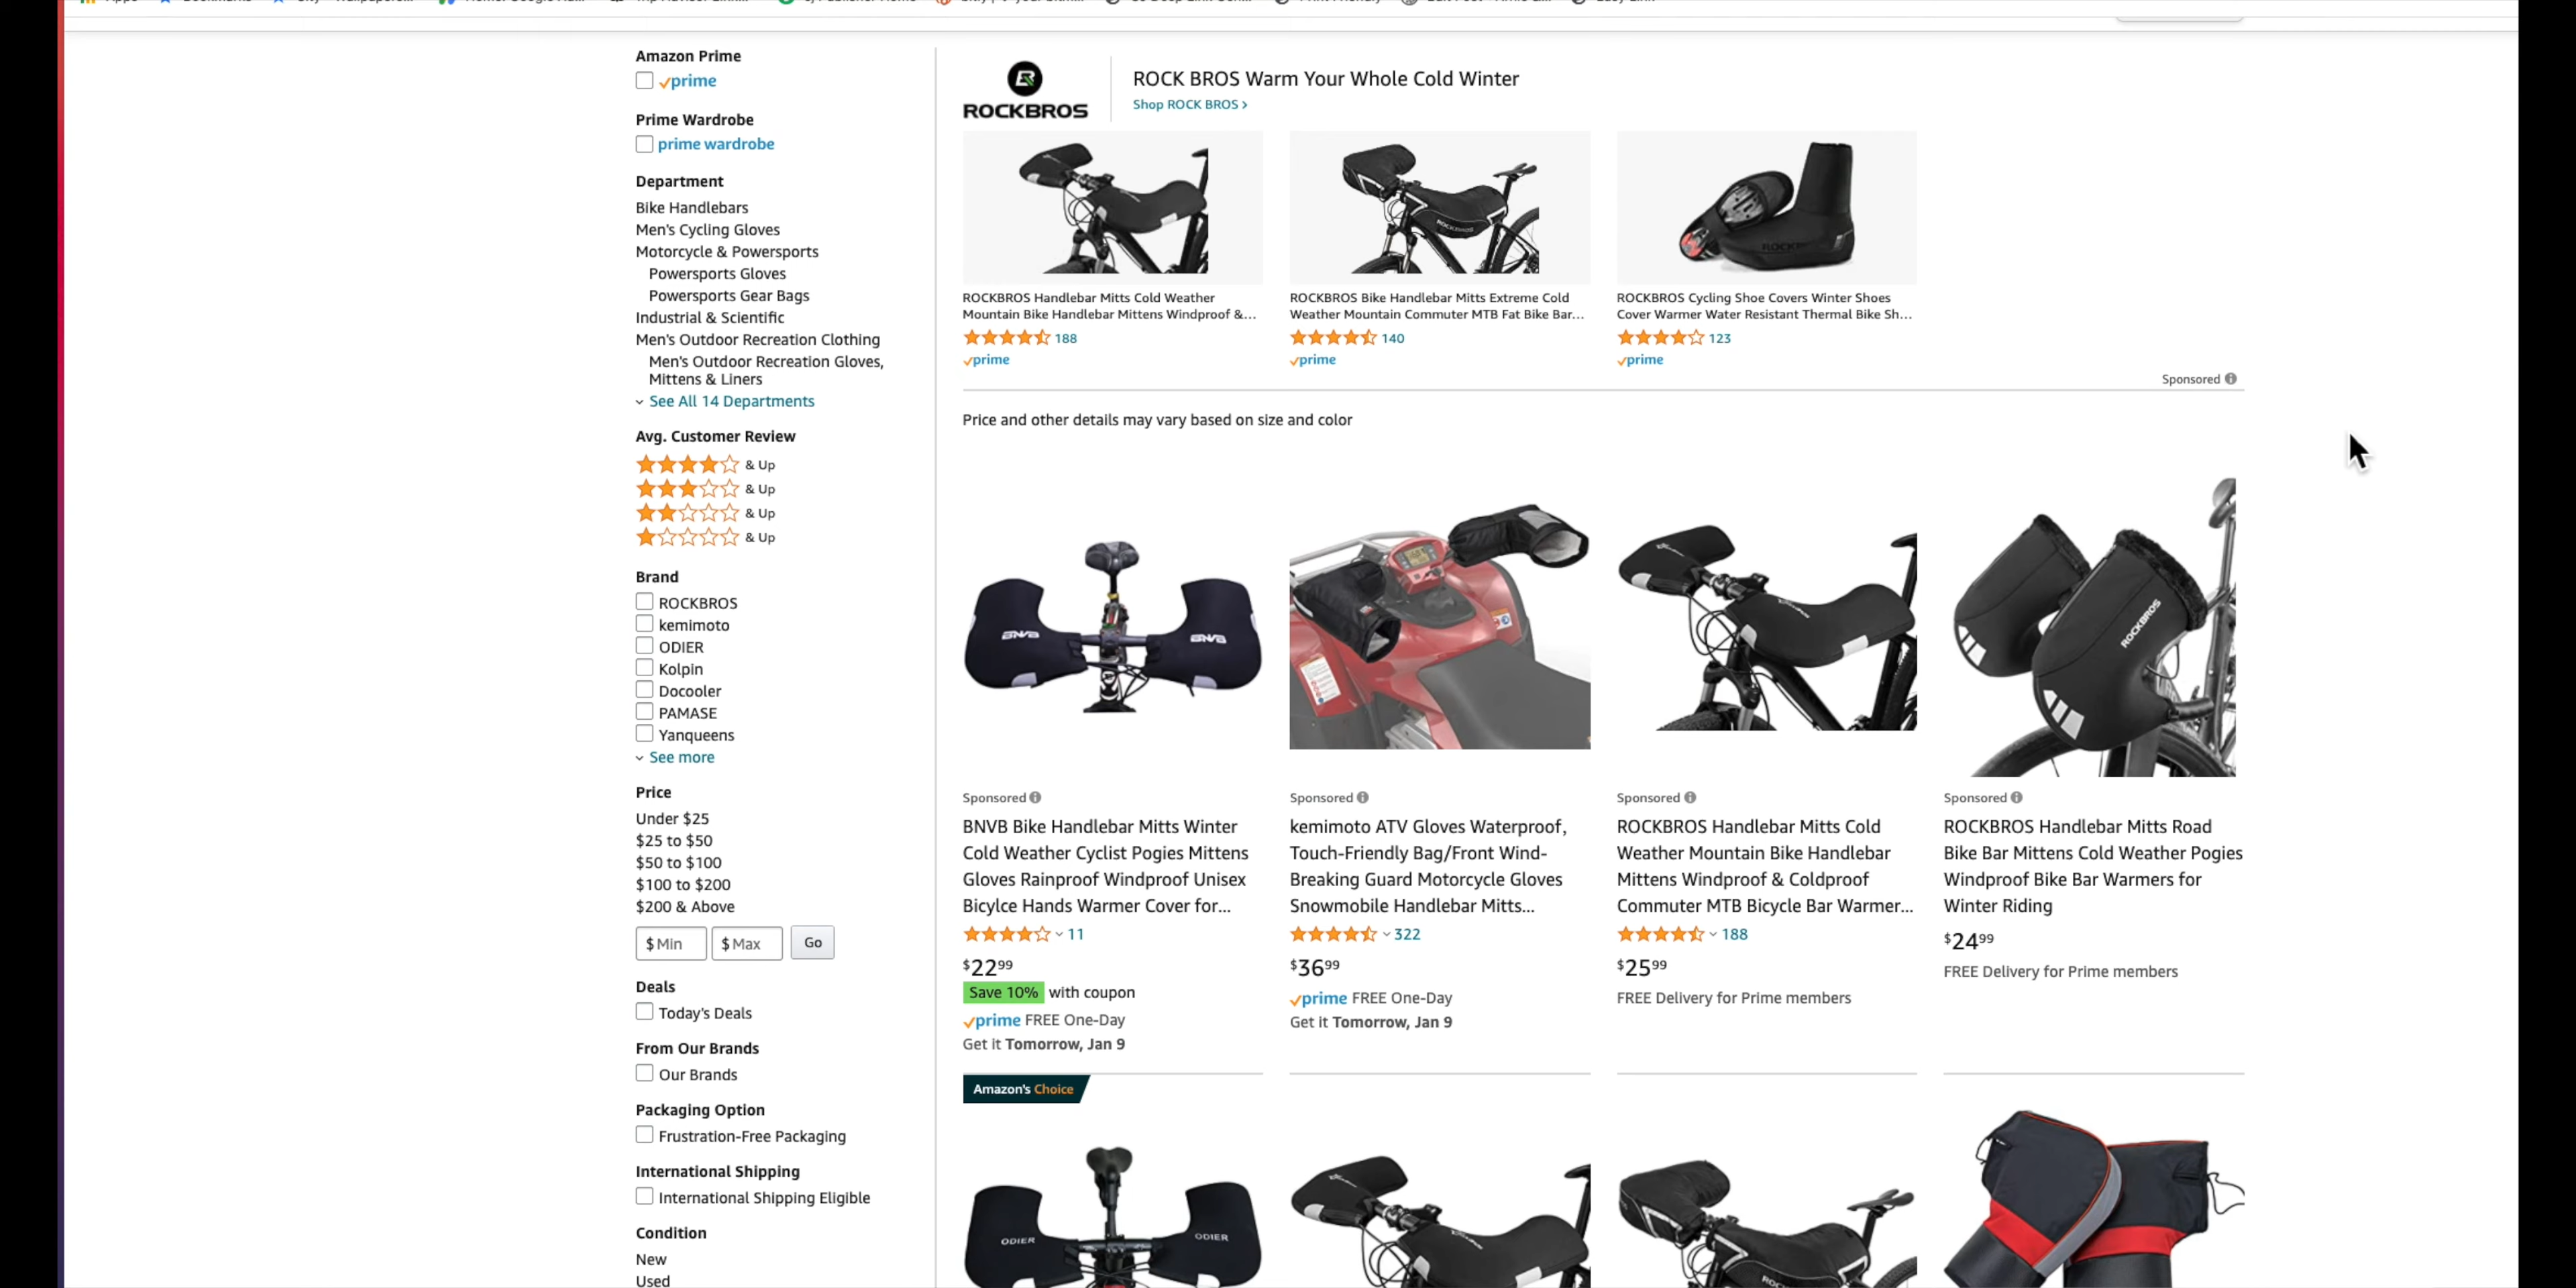 Amazon Prime
prime
Prime Wardrobe
prime wardrobe
Department
Bike Handlebars
Men's Cycling Gloves
Motorcycle & Powersports
Powersports Gloves
Powersports Gear Bags
Industrial & Scientific
Men's Outdoor Recreation Clothing
Men's Outdoor Recreation Gloves,
Mittens & Liners
See All 14 Departments
Avg. Customer Review
& Up
& Up
& Up
& Up
Brand
ROCKBROS
kemimoto
ODIER
Kolpin
Docooler
PAMASE
Yanqueens
See more
Price
Under $25
$25 to $50
$50 to $100
$100 to $200
$200 & Above
$ Min $ Max Go
Deals
Today's Deals
From Our Brands
Our Brands
Packaging Option
Frustration-Free Packaging
International Shipping
International Shipping Eligible
Condition
New
Used
ROCKBROS
ROCK BROS Warm Your Whole Cold Winter
Shop ROCK BROS ›
ROCKBROS
ROCKBROS Handlebar Mitts Cold Weather
Mountain Bike Handlebar Mittens Windproof &...
188
prime
ROCKBROS Bike Handlebar Mitts Extreme Cold
Weather Mountain Commuter MTB Fat Bike Bar...
140
prime
ROCKBROS Cycling Shoe Covers Winter Shoes
Cover Warmer Water Resistant Thermal Bike Sh...
123
prime
Sponsored
Price and other details may vary based on size and color
BNVB BNVB
ROCKBROS
Sponsored
BNVB Bike Handlebar Mitts Winter
Cold Weather Cyclist Pogies Mittens
Gloves Rainproof Windproof Unisex
Bicylce Hands Warmer Cover for...
11
$22.99
Save 10% with coupon
prime FREE One-Day
Get it Tomorrow, Jan 9
Sponsored
kemimoto ATV Gloves Waterproof,
Touch-Friendly Bag/Front Wind-
Breaking Guard Motorcycle Gloves
Snowmobile Handlebar Mitts...
322
$36.99
prime FREE One-Day
Get it Tomorrow, Jan 9
Sponsored
ROCKBROS Handlebar Mitts Cold
Weather Mountain Bike Handlebar
Mittens Windproof & Coldproof
Commuter MTB Bicycle Bar Warmer...
188
$25.99
FREE Delivery for Prime members
Sponsored
ROCKBROS Handlebar Mitts Road
Bike Bar Mittens Cold Weather Pogies
Windproof Bike Bar Warmers for
Winter Riding
$24.99
FREE Delivery for Prime members
Amazon's Choice
ODIER ODIER